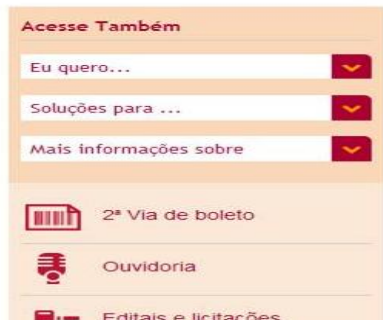 Acesse Também
Eu quero...
Soluções para ...
Mais informações sobre
2ª Via de boleto
Ouvidoria
Editais e licitações